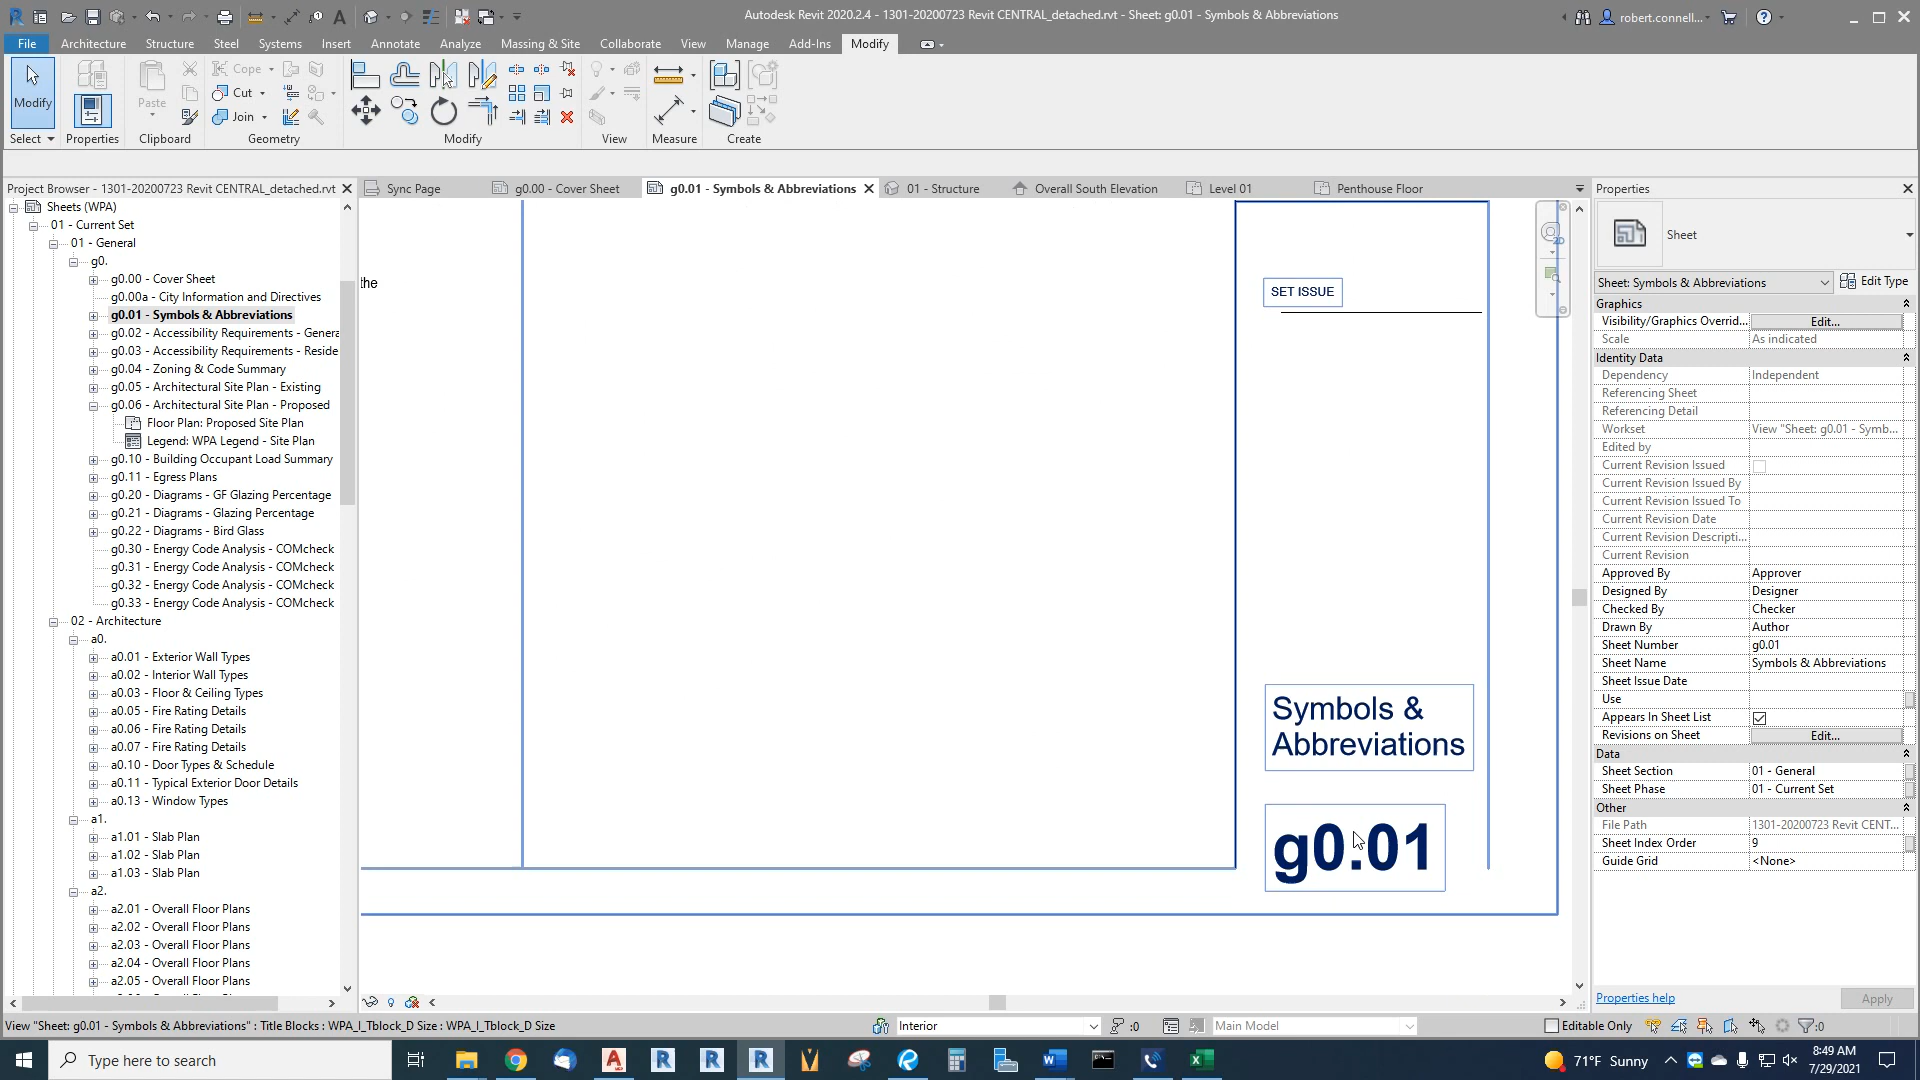 Autodesk Revit 2020.2.4 - 1301-20200723 Revit CENTRAL_detached.rvt - Sheet: g0.01 - Symbols & Abbreviations
robert.connell...
File Architecture Structure Steel Systems Insert Annotate Analyze Massing & Site Collaborate View Manage Add-Ins Modify
Modify
Paste
Cope
Cut
Join
Select Properties Clipboard Geometry Modify View Measure Create
Project Browser - 1301-20200723 Revit CENTRAL_detached.rvt
Sync Page g0.00 - Cover Sheet g0.01 - Symbols & Abbreviations 01 - Structure Overall South Elevation Level 01 Penthouse Floor
Sheets (WPA)
01 - Current Set
01 - General
g0.
g0.00 - Cover Sheet
g0.00a - City Information and Directives
g0.01 - Symbols & Abbreviations
g0.02 - Accessibility Requirements - Genera
g0.03 - Accessibility Requirements - Reside
g0.04 - Zoning & Code Summary
g0.05 - Architectural Site Plan - Existing
g0.06 - Architectural Site Plan - Proposed
Floor Plan: Proposed Site Plan
Legend: WPA Legend - Site Plan
g0.10 - Building Occupant Load Summary
g0.11 - Egress Plans
g0.20 - Diagrams - GF Glazing Percentage
g0.21 - Diagrams - Glazing Percentage
g0.22 - Diagrams - Bird Glass
g0.30 - Energy Code Analysis - COMcheck
g0.31 - Energy Code Analysis - COMcheck
g0.32 - Energy Code Analysis - COMcheck
g0.33 - Energy Code Analysis - COMcheck
02 - Architecture
a0.
a0.01 - Exterior Wall Types
a0.02 - Interior Wall Types
a0.03 - Floor & Ceiling Types
a0.05 - Fire Rating Details
a0.06 - Fire Rating Details
a0.07 - Fire Rating Details
a0.10 - Door Types & Schedule
a0.11 - Typical Exterior Door Details
a0.13 - Window Types
a1.
a1.01 - Slab Plan
a1.02 - Slab Plan
a1.03 - Slab Plan
a2.
a2.01 - Overall Floor Plans
a2.02 - Overall Floor Plans
a2.03 - Overall Floor Plans
a2.04 - Overall Floor Plans
a2.05 - Overall Floor Plans
the
SET ISSUE
Symbols &
Abbreviations
g0.01
2D
Properties
Sheet
Sheet: Symbols & Abbreviations Edit Type
Graphics
Visibility/Graphics Overrid... Edit...
Scale As indicated
Identity Data
Dependency Independent
Referencing Sheet
Referencing Detail
Workset View "Sheet: g0.01 - Symb...
Edited by
Current Revision Issued
Current Revision Issued By
Current Revision Issued To
Current Revision Date
Current Revision Descripti...
Current Revision
Approved By Approver
Designed By Designer
Checked By Checker
Drawn By Author
Sheet Number g0.01
Sheet Name Symbols & Abbreviations
Sheet Issue Date
Use
Appears In Sheet List
Revisions on Sheet Edit...
Data
Sheet Section 01 - General
Sheet Phase 01 - Current Set
Other
File Path 1301-20200723 Revit CENT...
Sheet Index Order 9
Guide Grid <None>
Properties help Apply
View "Sheet: g0.01 - Symbols & Abbreviations" : Title Blocks : WPA_I_Tblock_D Size : WPA_I_Tblock_D Size
Interior :0 Main Model Editable Only :0
Type here to search
71°F Sunny
8:49 AM
7/29/2021